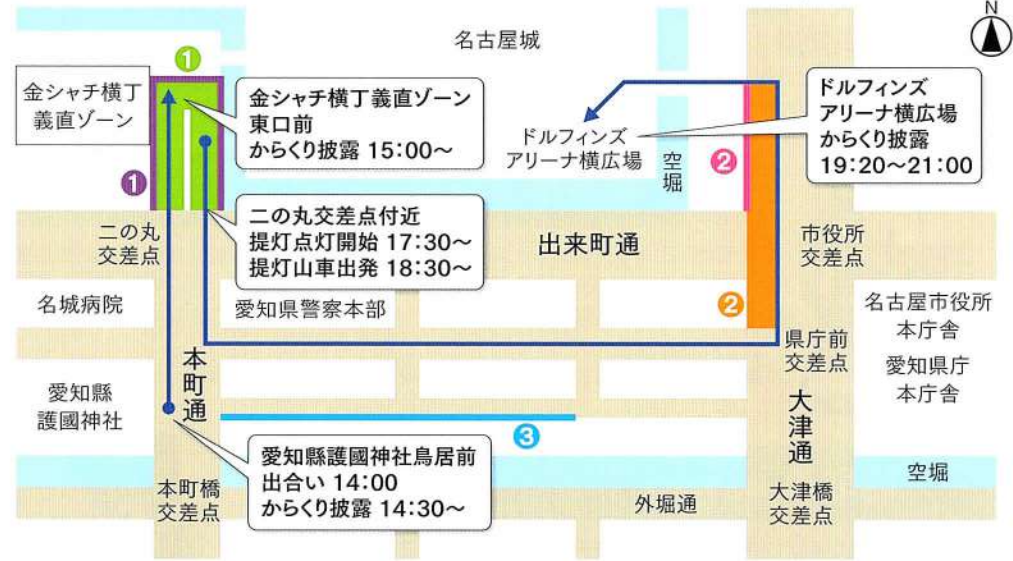 N
名古屋城
❶
金シャチ横丁
義直ゾーン
金シャチ横丁義直ゾーン
東口前
からくり披露 15:00〜
❶
ドルフィンズ
アリーナ横広場
空堀
❷
ドルフィンズ
アリーナ横広場
からくり披露
19:20〜21:00
二の丸
交差点
二の丸交差点付近
提灯点灯開始 17:30〜
提灯山車出発 18:30〜
出来町通
市役所
交差点
名城病院
愛知県警察本部
❷
名古屋市役所
本庁舎
県庁前
交差点
愛知県庁
本庁舎
本町通
愛知縣
護國神社
大津通
❸
愛知縣護國神社鳥居前
出合い 14:00
からくり披露 14:30〜
本町橋
交差点
外堀通
大津橋
交差点
空堀